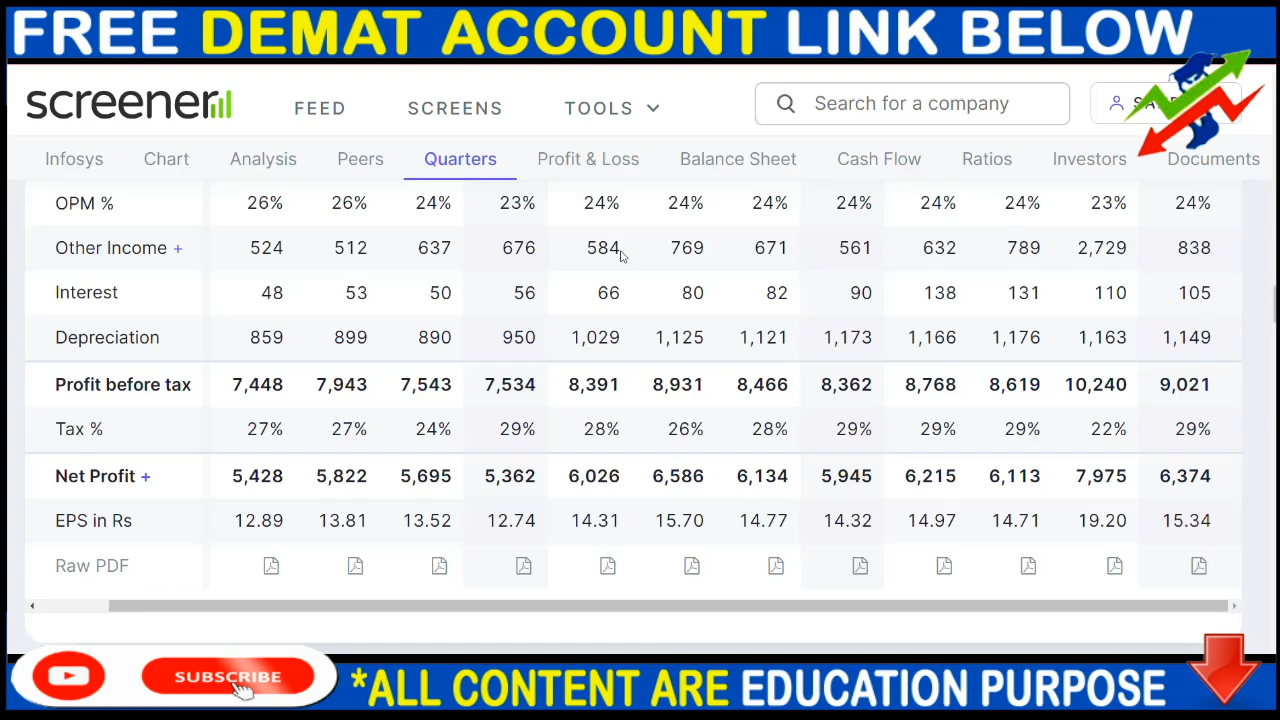 FREE DEMAT ACCOUNT LINK BELOW
screener FEED SCREENS TOOLS Search for a company
Infosys Chart Analysis Peers Quarters Profit & Loss Balance Sheet Cash Flow Ratios Investors Documents
OPM % 26% 26% 24% 23% 24% 24% 24% 24% 24% 24% 23% 24%
Other Income + 524 512 637 676 584 769 671 561 632 789 2,729 838
Interest 48 53 50 56 66 80 82 90 138 131 110 105
Depreciation 859 899 890 950 1,029 1,125 1,121 1,173 1,166 1,176 1,163 1,149
Profit before tax 7,448 7,943 7,543 7,534 8,391 8,931 8,466 8,362 8,768 8,619 10,240 9,021
Tax % 27% 27% 24% 29% 28% 26% 28% 29% 29% 29% 22% 29%
Net Profit + 5,428 5,822 5,695 5,362 6,026 6,586 6,134 5,945 6,215 6,113 7,975 6,374
EPS in Rs 12.89 13.81 13.52 12.74 14.31 15.70 14.77 14.32 14.97 14.71 19.20 15.34
Raw PDF
SUBSCRIBE
*ALL CONTENT ARE EDUCATION PURPOSE